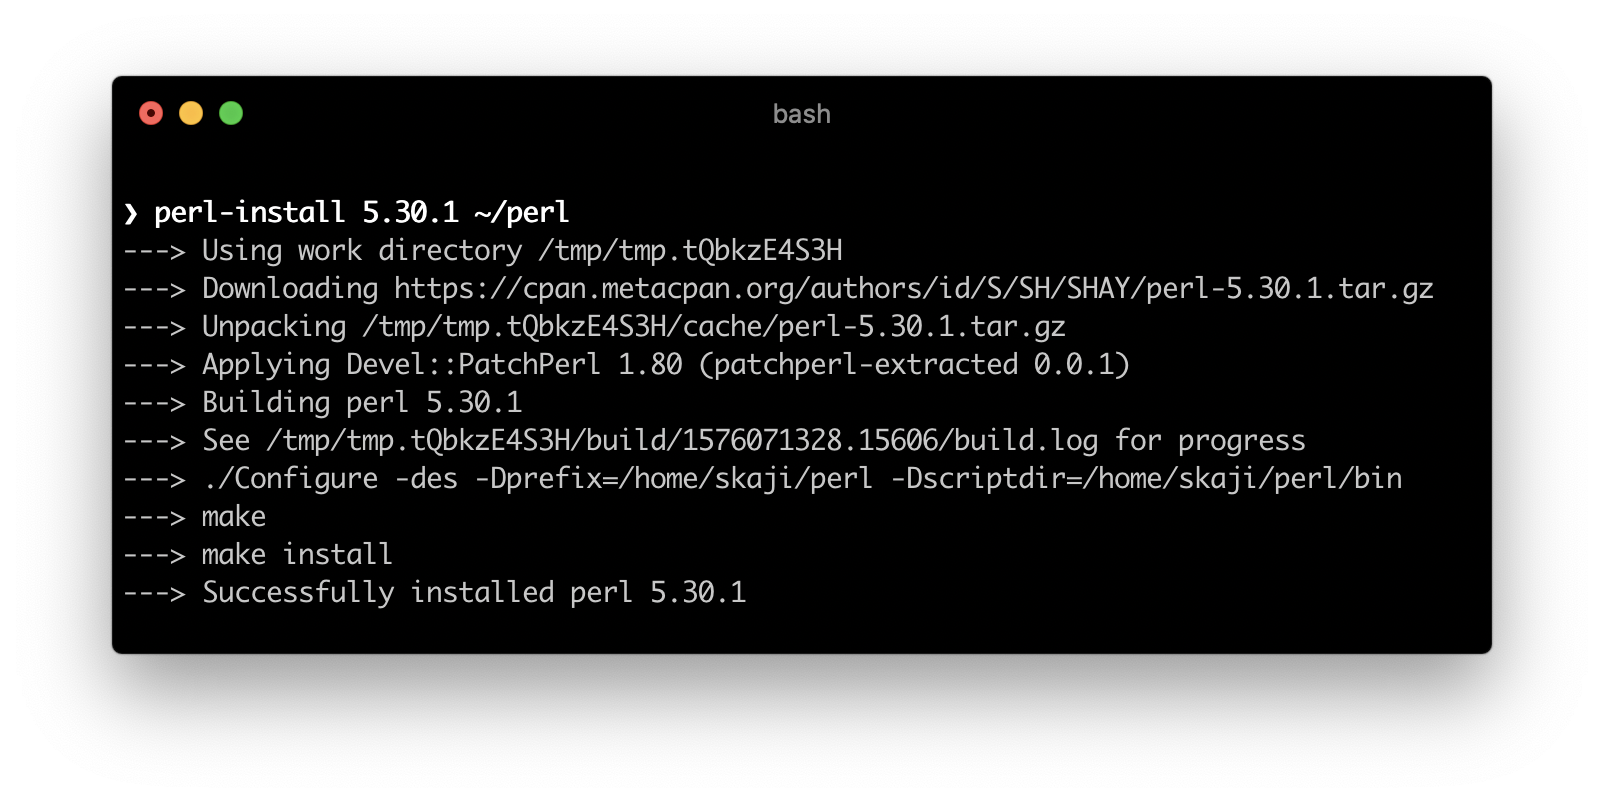 bash
❯ perl-install 5.30.1 ~/perl
---> Using work directory /tmp/tmp.tQbkzE4S3H
---> Downloading https://cpan.metacpan.org/authors/id/S/SH/SHAY/perl-5.30.1.tar.gz
---> Unpacking /tmp/tmp.tQbkzE4S3H/cache/perl-5.30.1.tar.gz
---> Applying Devel::PatchPerl 1.80 (patchperl-extracted 0.0.1)
---> Building perl 5.30.1
---> See /tmp/tmp.tQbkzE4S3H/build/1576071328.15606/build.log for progress
---> ./Configure -des -Dprefix=/home/skaji/perl -Dscriptdir=/home/skaji/perl/bin
---> make
---> make install
---> Successfully installed perl 5.30.1